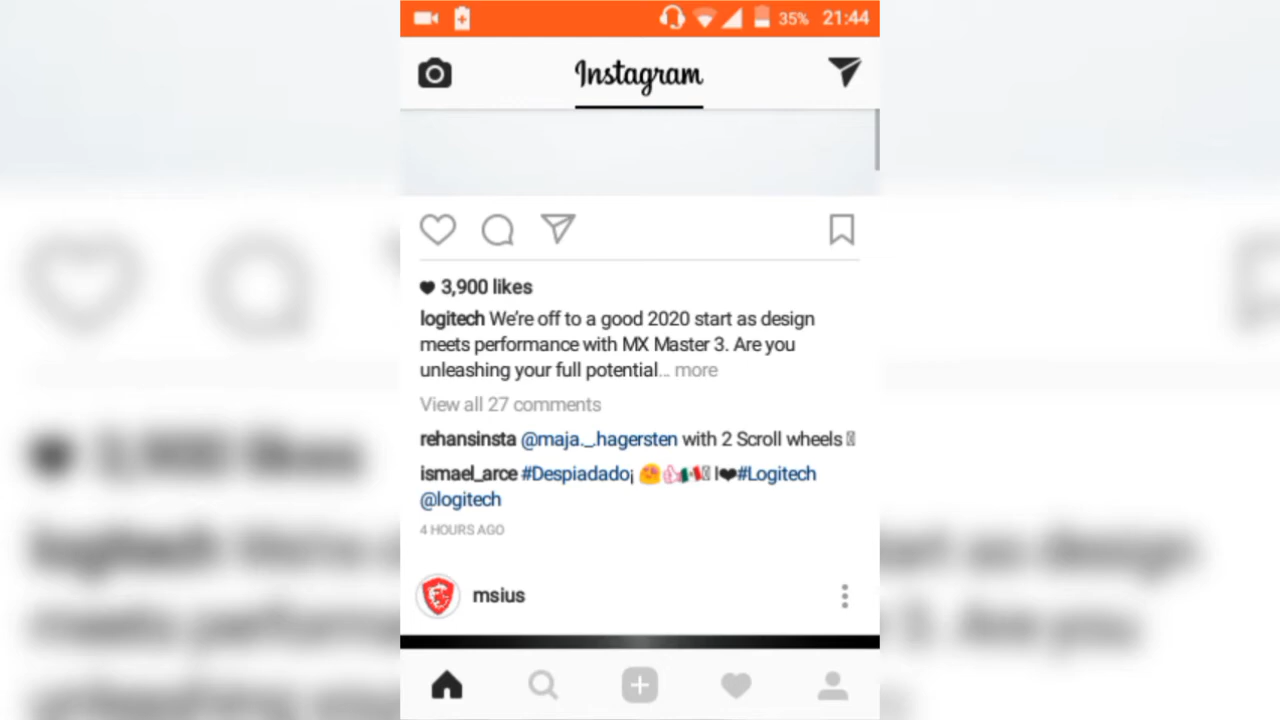 35% 21:44
Instagram
3,900 likes
logitech We're off to a good 2020 start as design
meets performance with MX Master 3. Are you
unleashing your full potential... more
View all 27 comments
rehansinsta @maja._.hagersten with 2 Scroll wheels
ismael_arce #Despiadado¡ 😍👍🇲🇽 I❤#Logitech
@logitech
4 HOURS AGO
msius